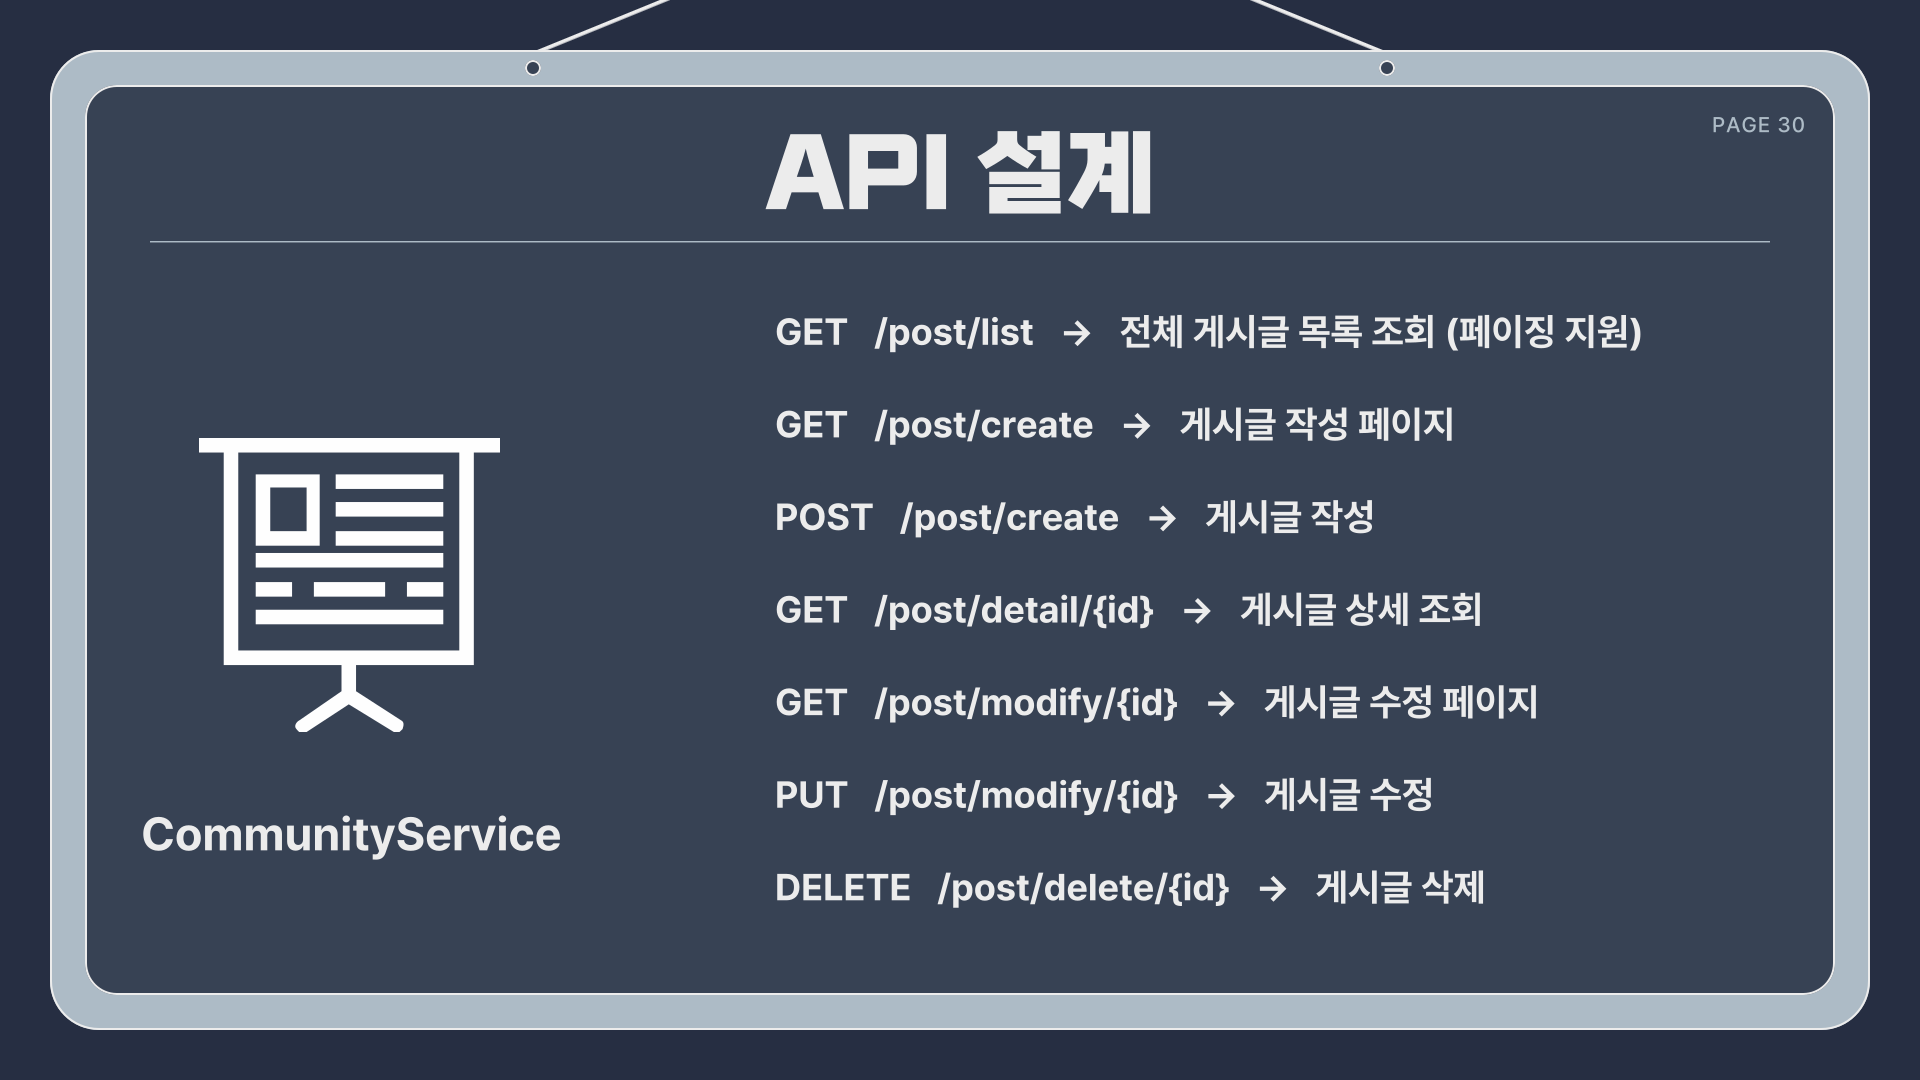 PAGE 30
API 설계
GET /post/list → 전체 게시글 목록 조회 (페이징 지원)
GET /post/create → 게시글 작성 페이지
POST /post/create → 게시글 작성
GET /post/detail/{id} → 게시글 상세 조회
GET /post/modify/{id} → 게시글 수정 페이지
PUT /post/modify/{id} → 게시글 수정
DELETE /post/delete/{id} → 게시글 삭제
CommunityService